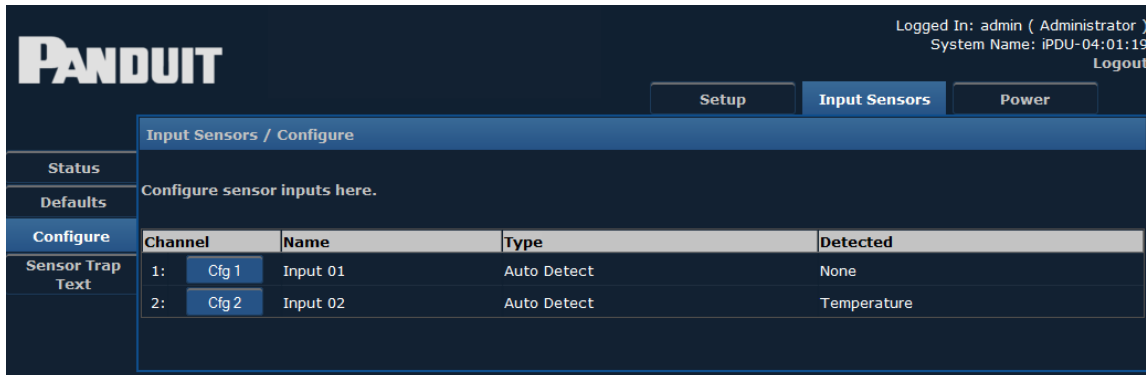 PANDUIT
Logged In: admin ( Administrator )
System Name: iPDU-04:01:19
Logout
Setup
Input Sensors
Power
Input Sensors / Configure
Status
Defaults
Configure
Sensor Trap
Text
Configure sensor inputs here.
Channel Name Type Detected
1: Cfg 1 Input 01 Auto Detect None
2: Cfg 2 Input 02 Auto Detect Temperature